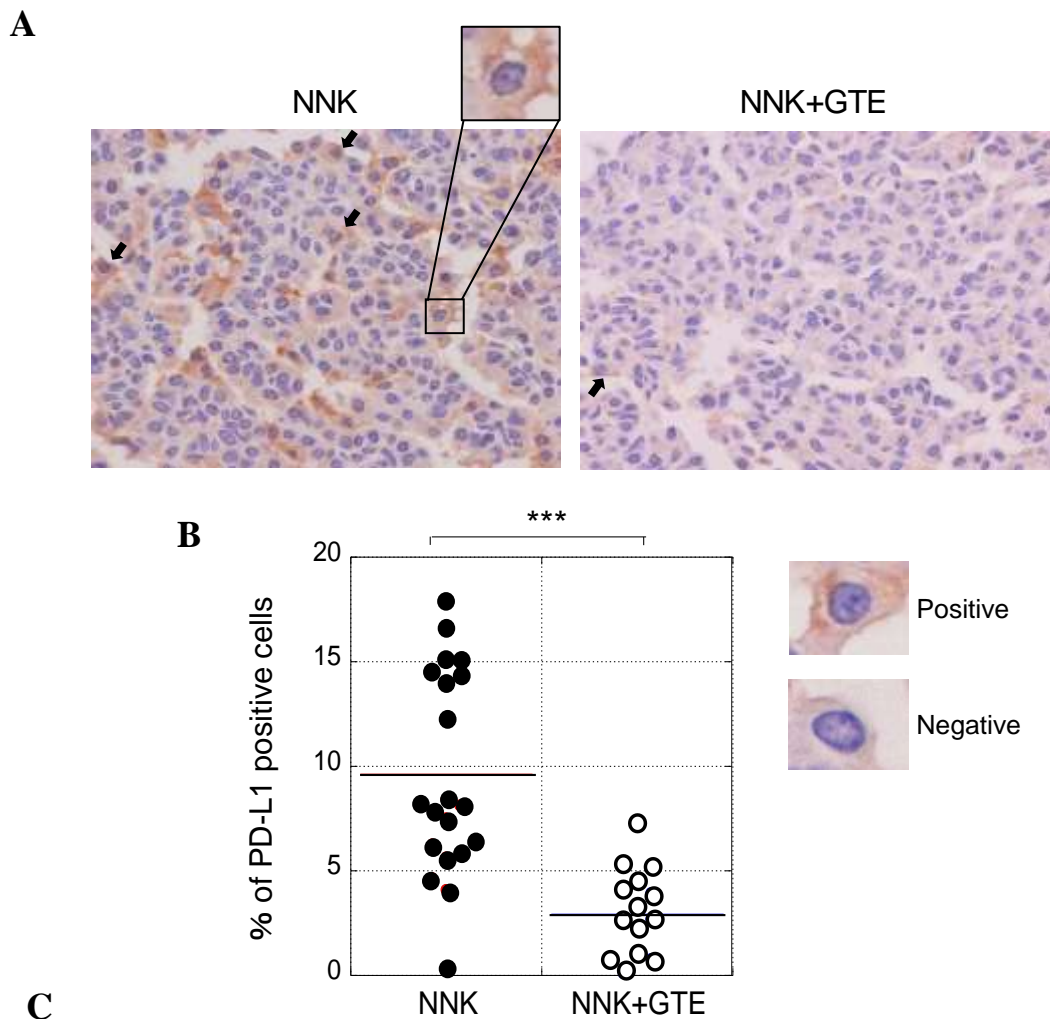 A
NNK
NNK+GTE
B
***
% of PD-L1 positive cells
20
15
10
5
0
NNK
NNK+GTE
Positive
Negative
C